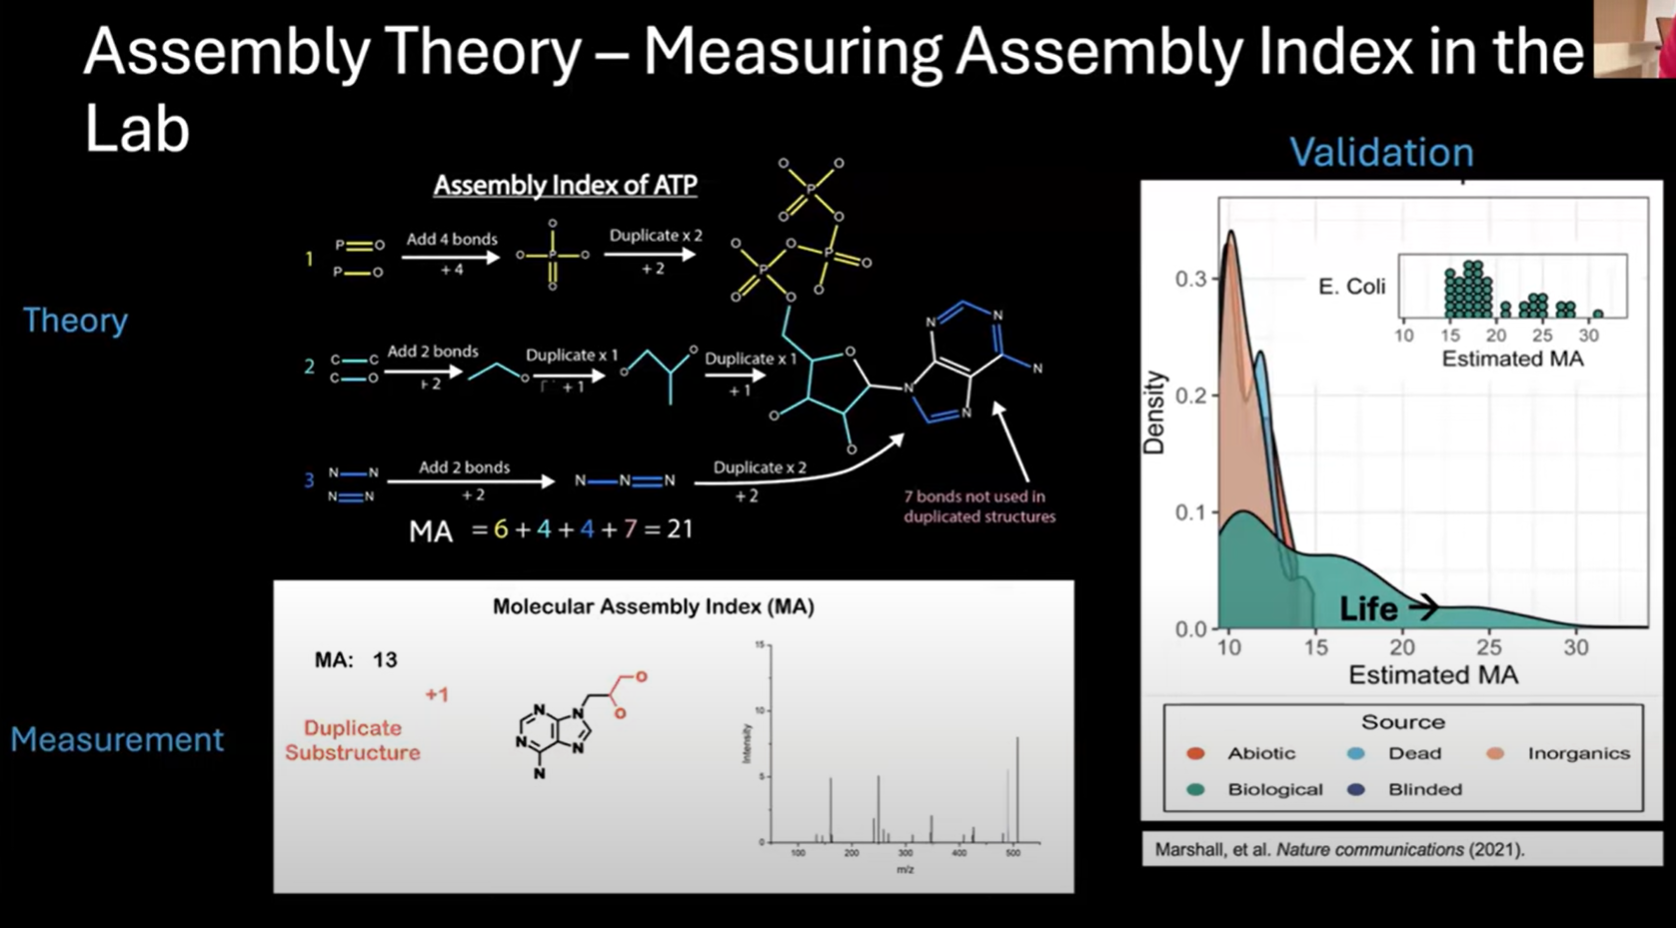 Assembly Theory – Measuring Assembly Index in the
Lab
Theory
Assembly Index of ATP
1
P
O
P
O
Add 4 bonds
+ 4
O
O
P
O
O
Duplicate x 2
+ 2
O
O
P
O
O
O
O
P
O
P
O
O
O
2
C
C
C
O
Add 2 bonds
+ 2
O
Duplicate x 1
+ 1
O
O
Duplicate x 1
+ 1
O
O
O
N
N
N
N
N
3
N
N
N
N
Add 2 bonds
+ 2
N
N
N
Duplicate x 2
+ 2
7 bonds not used in
duplicated structures
MA = 6 + 4 + 4 + 7 = 21
Measurement
Molecular Assembly Index (MA)
MA: 13
+1
Duplicate
Substructure
N
N
N
N
N
O
O
15
10
5
0
Intensity
100 200 300 400 500
m/z
Validation
0.3
0.2
0.1
0.0
Density
E. Coli
10 15 20 25 30
Estimated MA
Life
10 15 20 25 30
Estimated MA
Source
Abiotic Dead Inorganics
Biological Blinded
Marshall, et al. Nature communications (2021).